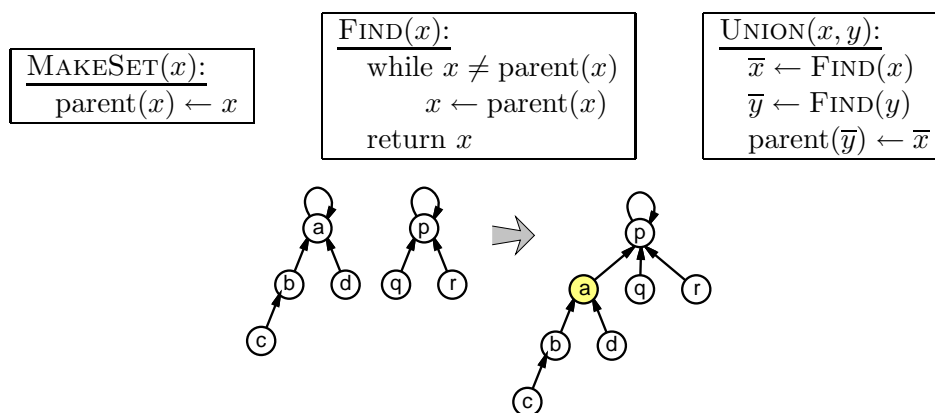 MAKESET(x):
parent(x) ← x
FIND(x):
while x ≠ parent(x)
x ← parent(x)
return x
UNION(x, y):
x̅ ← FIND(x)
y̅ ← FIND(y)
parent(y̅) ← x̅
a
p
b
d
q
r
c
p
a
q
r
b
d
c